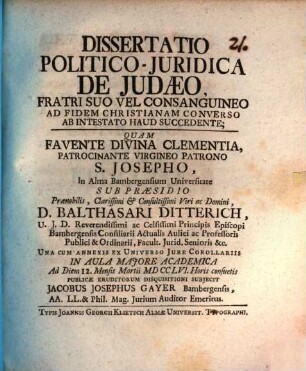 DISSERTATIO
POLITICO-JURIDICA
DE JUDÆO,
FRATRI SUO VEL CONSANGUINEO
AD FIDEM CHRISTIANAM CONVERSO
AB INTESTATO HAUD SUCCEDENTE;
QUAM
FAVENTE DIVINA CLEMENTIA,
PATROCINANTE VIRGINEO PATRONO
S. JOSEPHO,
In Alma Bambergensium Universitate
SUB PRÆSIDIO
Prænobilis, Clarissimi & Consultissimi Viri ac Domini,
D. BALTHASARI DITTERICH,
U. J. D. Reverendissimi ac Celsissimi Principis Episcopi
Bambergensis Consiliarii Actualis Aulici ac Professoris
Publici & Ordinarii, Facult. Jurid. Senioris &c.
UNA CUM ANNEXIS EX UNIVERSO JURE COROLLARIIS
IN AULA MAJORE ACADEMICA
Ad Diem 12. Mensis Martii MDCCLVI. Horis consuetis
PUBLICÆ ERUDITORUM DISQUISITIONI SUBJECIT
JACOBUS JOSEPHUS GAYER Bambergensis,
AA. LL. & Phil. Mag. Jurium Auditor Emeritus.
TYPIS JOANNIS GEORGII KLIETSCH ALMÆ UNIVERSIT. TYPOGRAPHI.